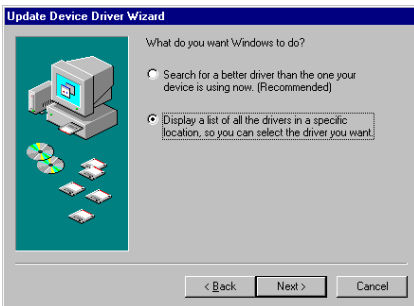 Update Device Driver Wizard
What do you want Windows to do?
Search for a better driver than the one your
device is using now. (Recommended)
Display a list of all the drivers in a specific
location, so you can select the driver you want.
< Back
Next >
Cancel